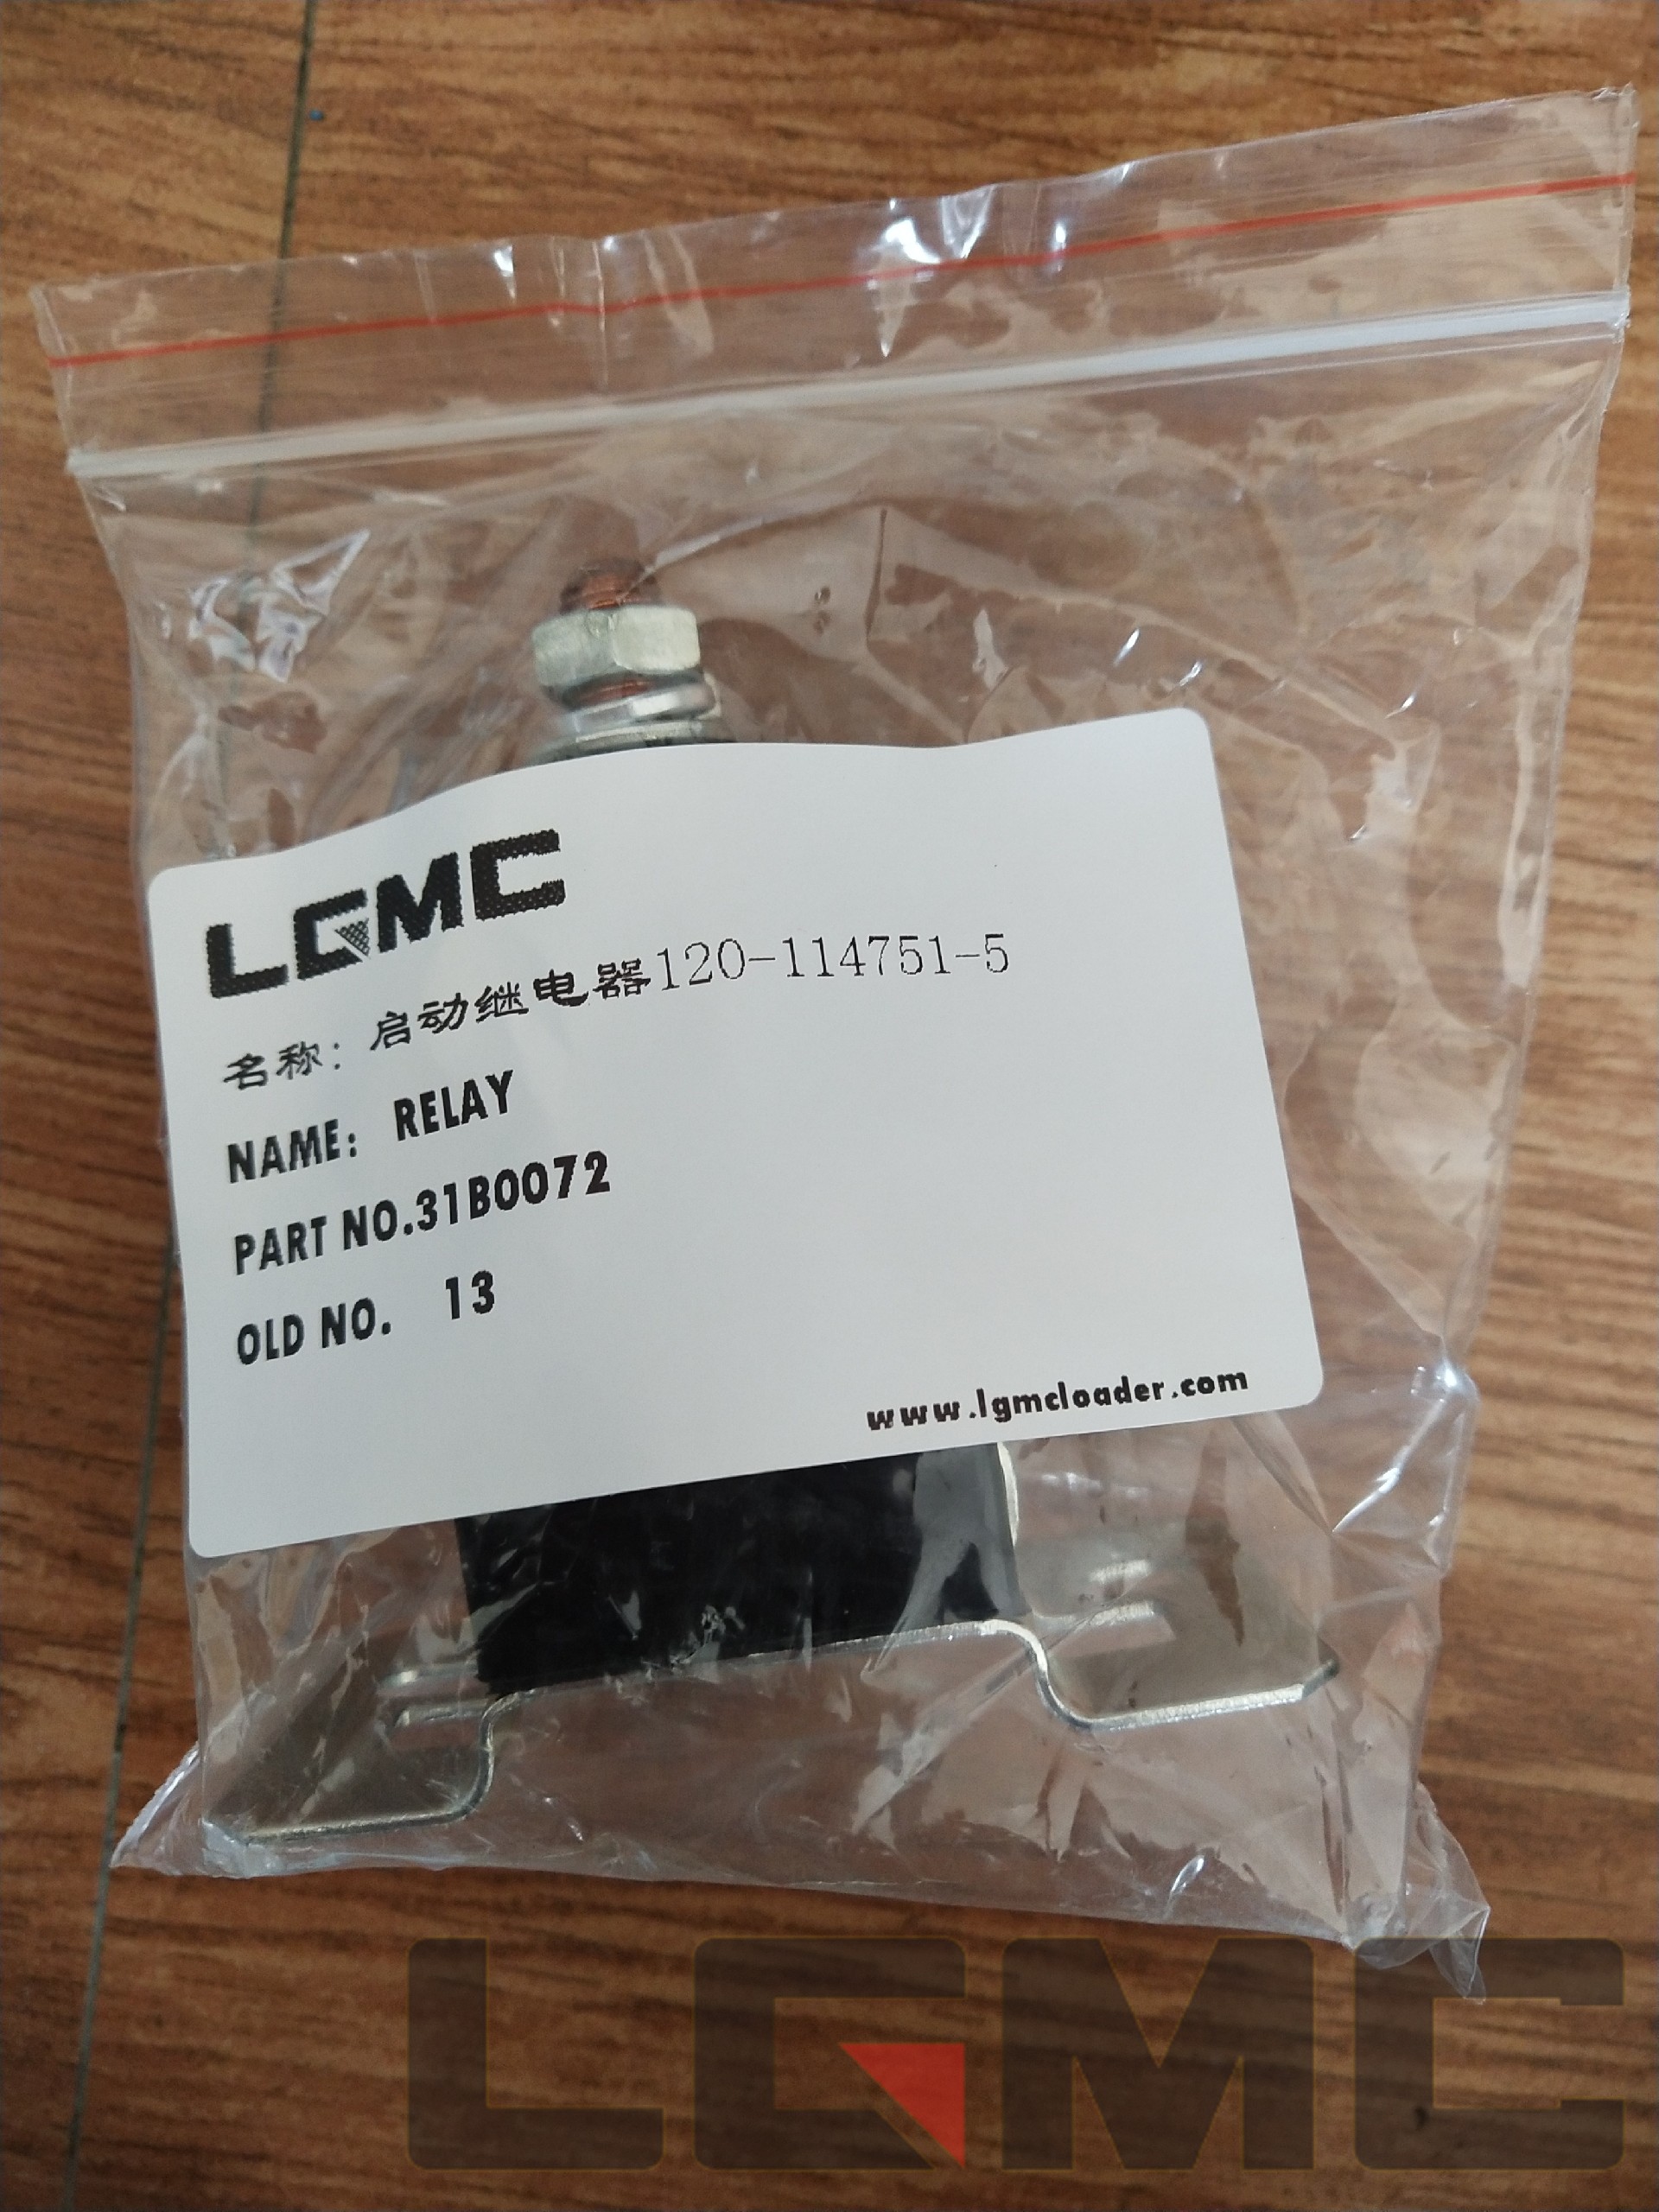 LGMC
名称: 启动继电器120-114751-5
NAME: RELAY
PART NO.31B0072
OLD NO. 13
www.lgmcloader.com
LGMC